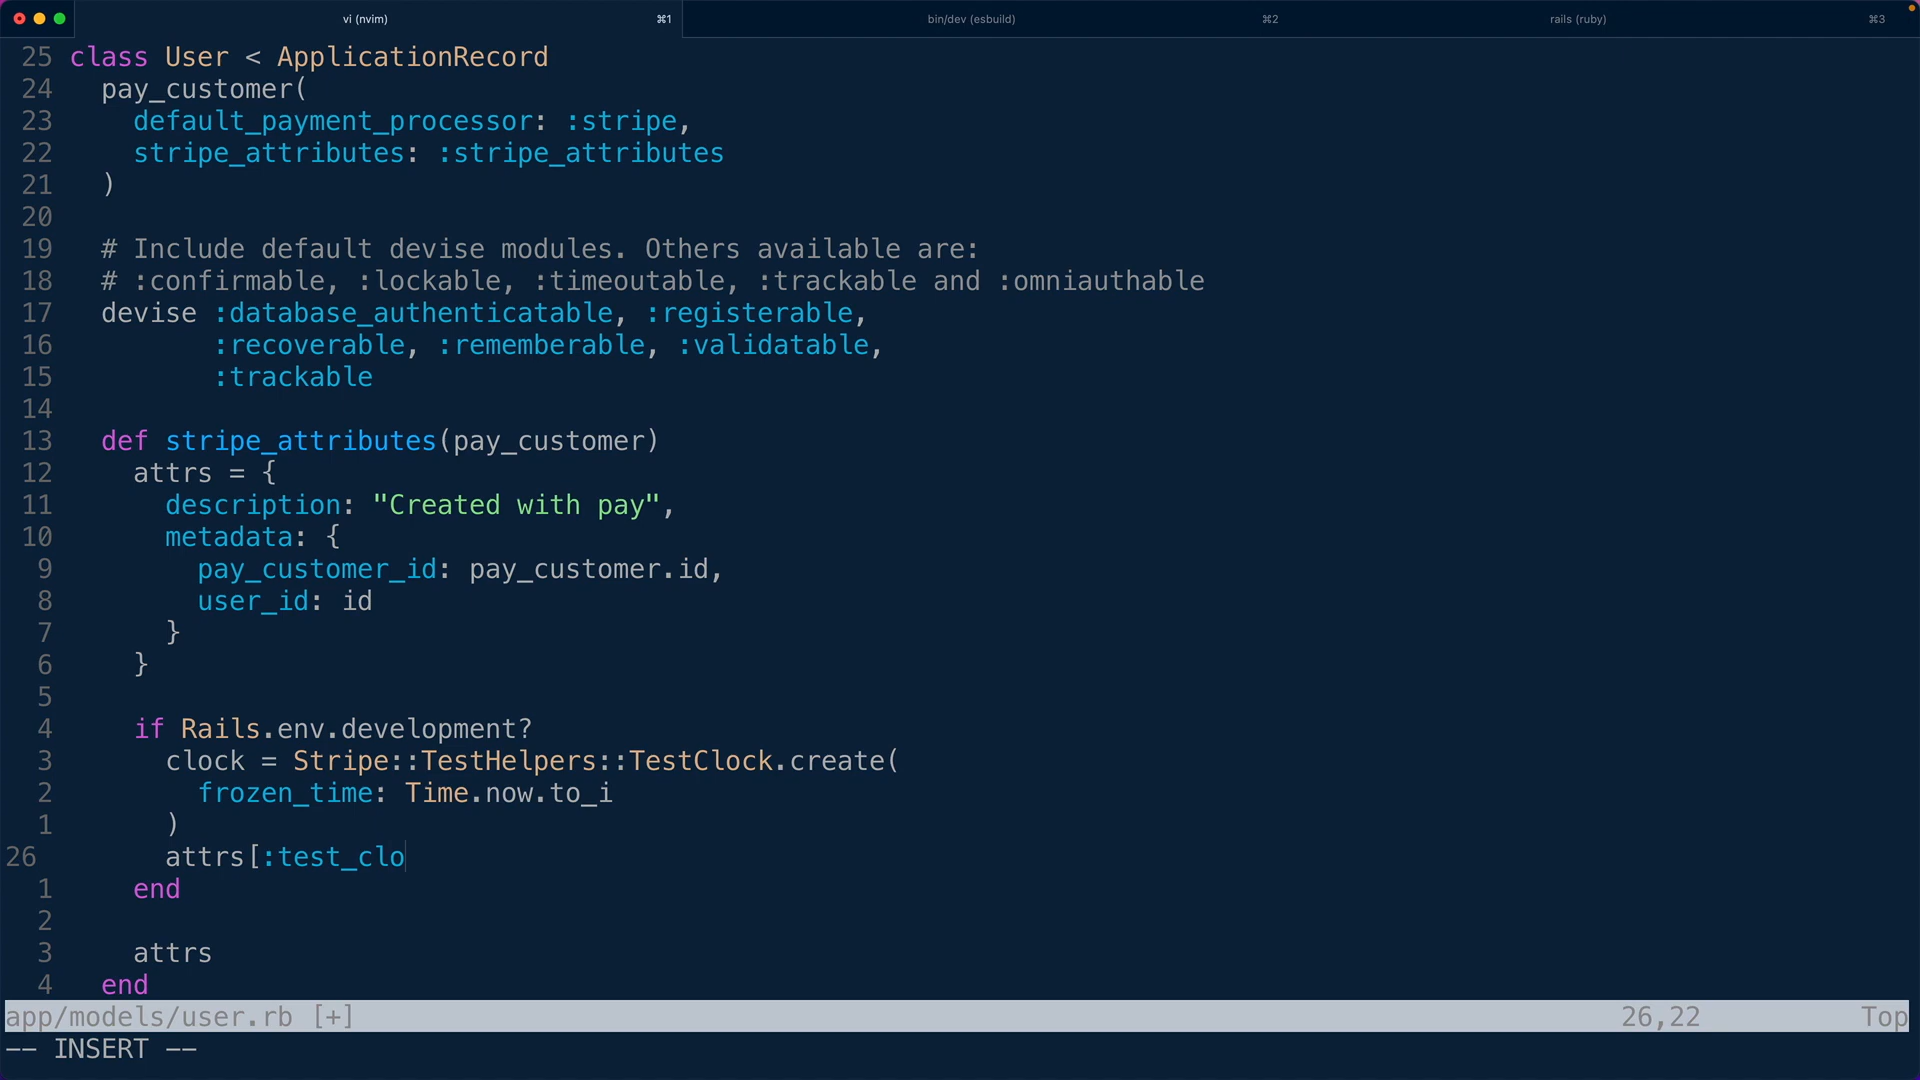 vi (nvim) ⌘1 bin/dev (esbuild) ⌘2 rails (ruby) ⌘3
25 class User < ApplicationRecord
24   pay_customer(
23     default_payment_processor: :stripe,
22     stripe_attributes: :stripe_attributes
21   )
20
19   # Include default devise modules. Others available are:
18   # :confirmable, :lockable, :timeoutable, :trackable and :omniauthable
17   devise :database_authenticatable, :registerable,
16          :recoverable, :rememberable, :validatable,
15          :trackable
14
13   def stripe_attributes(pay_customer)
12     attrs = {
11       description: "Created with pay",
10       metadata: {
 9         pay_customer_id: pay_customer.id,
 8         user_id: id
 7       }
 6     }
 5
 4     if Rails.env.development?
 3       clock = Stripe::TestHelpers::TestClock.create(
 2         frozen_time: Time.now.to_i
 1       )
26       attrs[:test_clo
 1     end
 2
 3     attrs
 4   end
app/models/user.rb [+] 26,22 Top
-- INSERT --